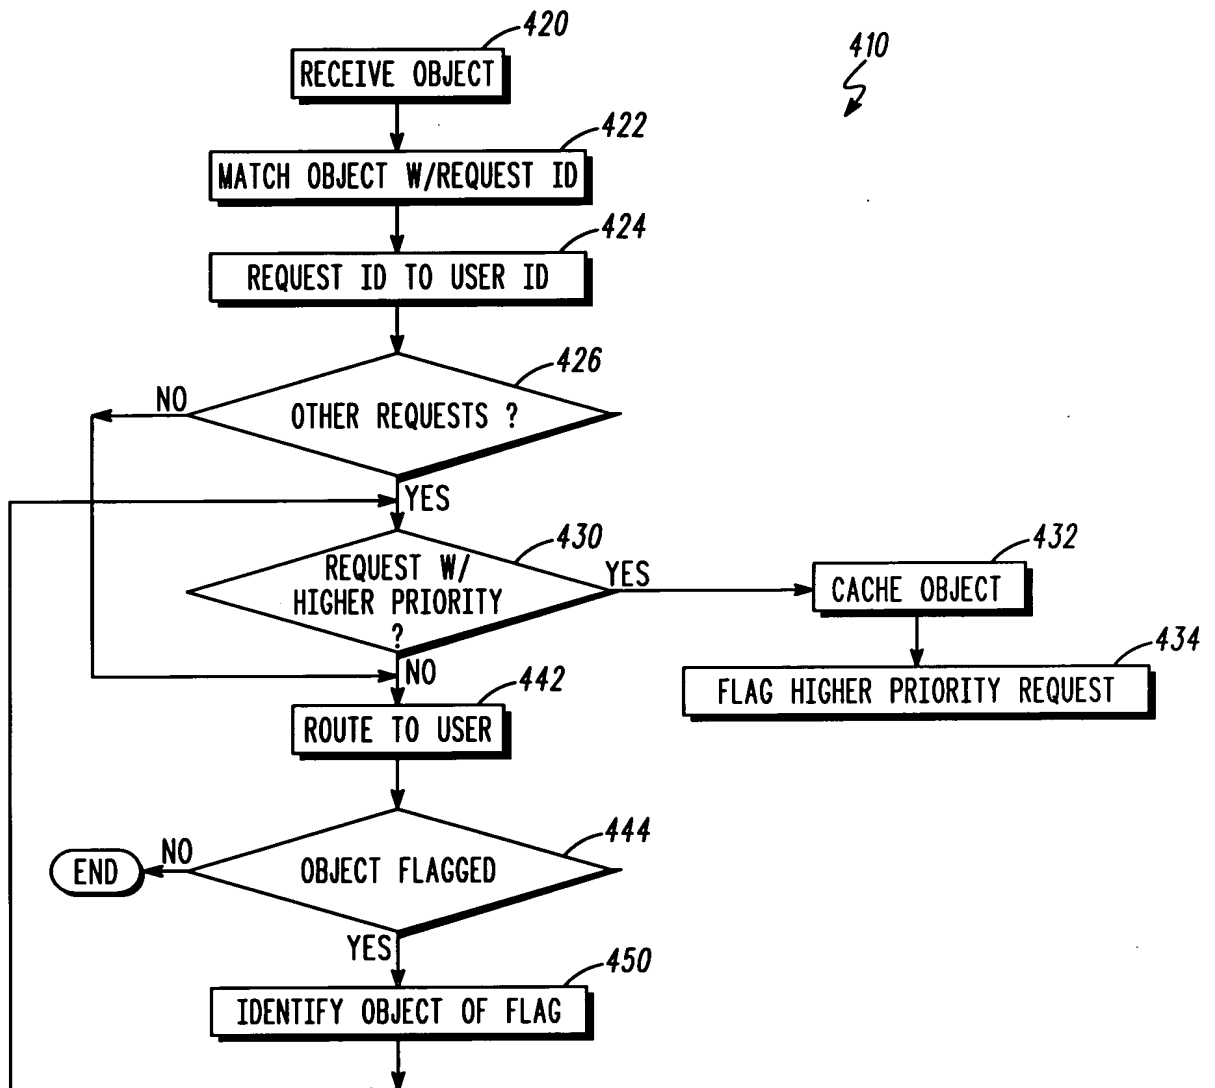 420
410
RECEIVE OBJECT
422
MATCH OBJECT W/REQUEST ID
424
REQUEST ID TO USER ID
426
NO
OTHER REQUESTS ?
YES
430
REQUEST W/
HIGHER PRIORITY
?
YES
432
CACHE OBJECT
434
FLAG HIGHER PRIORITY REQUEST
NO
442
ROUTE TO USER
444
NO
END
OBJECT FLAGGED
YES
450
IDENTIFY OBJECT OF FLAG